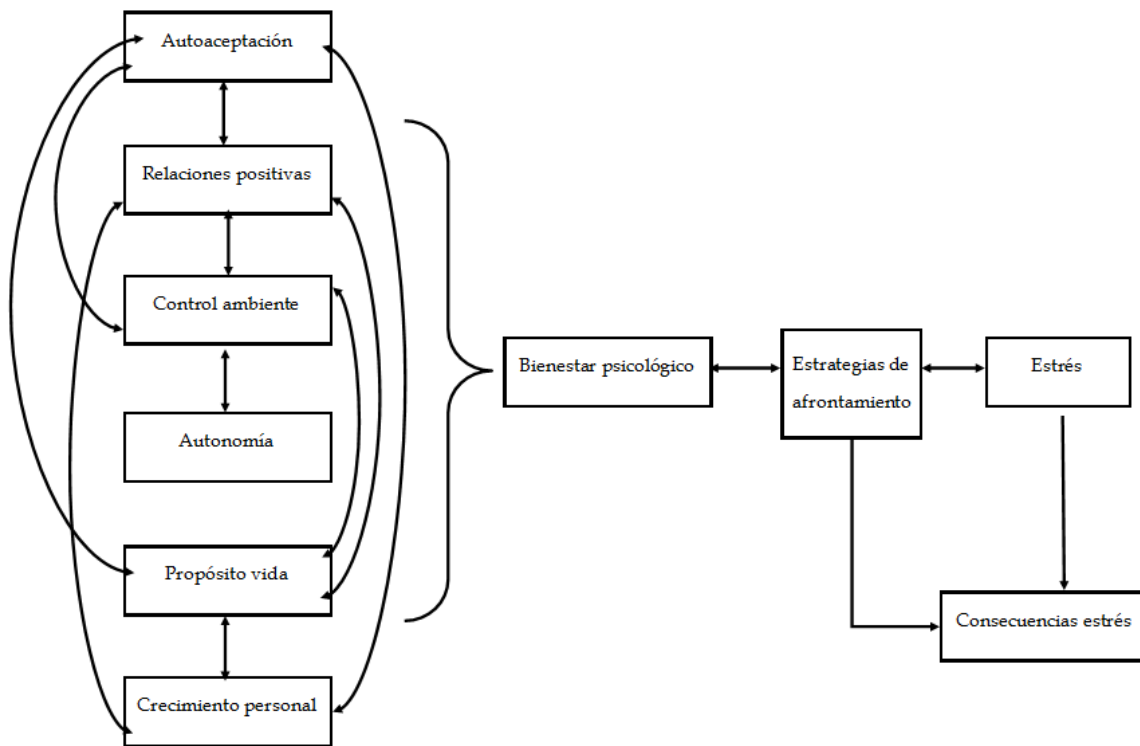 Autoaceptación
Relaciones positivas
Control ambiente
Autonomía
Propósito vida
Crecimiento personal
Bienestar psicológico
Estrategias de
afrontamiento
Estrés
Consecuencias estrés